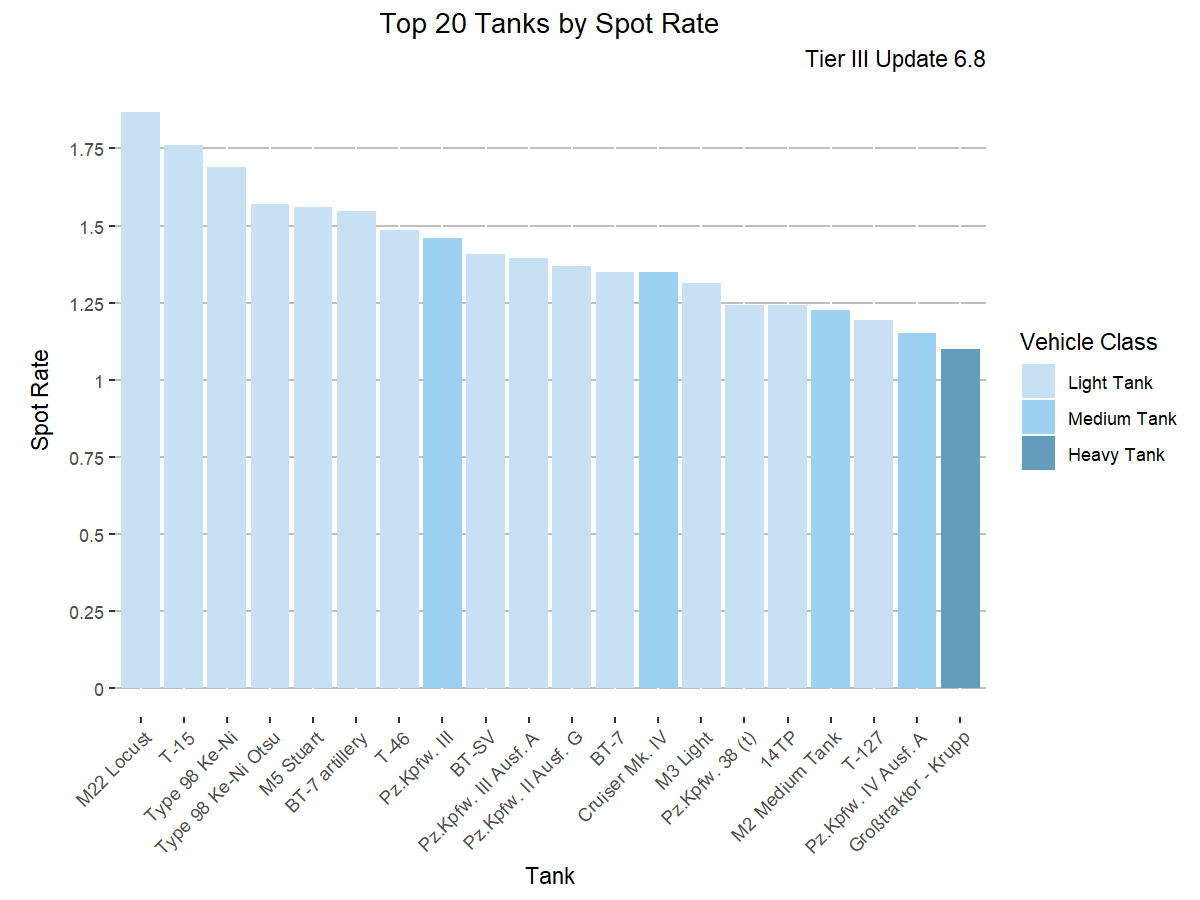 Top 20 Tanks by Spot Rate
Tier III Update 6.8
Spot Rate
1.75
1.5
1.25
1
0.75
0.5
0.25
0
M22 Locust
T-15
Type 98 Ke-Ni
Type 98 Ke-Ni Otsu
M5 Stuart
BT-7 artillery
T-46
Pz.Kpfw. III
BT-SV
Pz.Kpfw. III Ausf. A
Pz.Kpfw. II Ausf. G
BT-7
Cruiser Mk. IV
M3 Light
Pz.Kpfw. 38 (t)
14TP
M2 Medium Tank
T-127
Pz.Kpfw. IV Ausf. A
Großtraktor - Krupp
Tank
Vehicle Class
Light Tank
Medium Tank
Heavy Tank